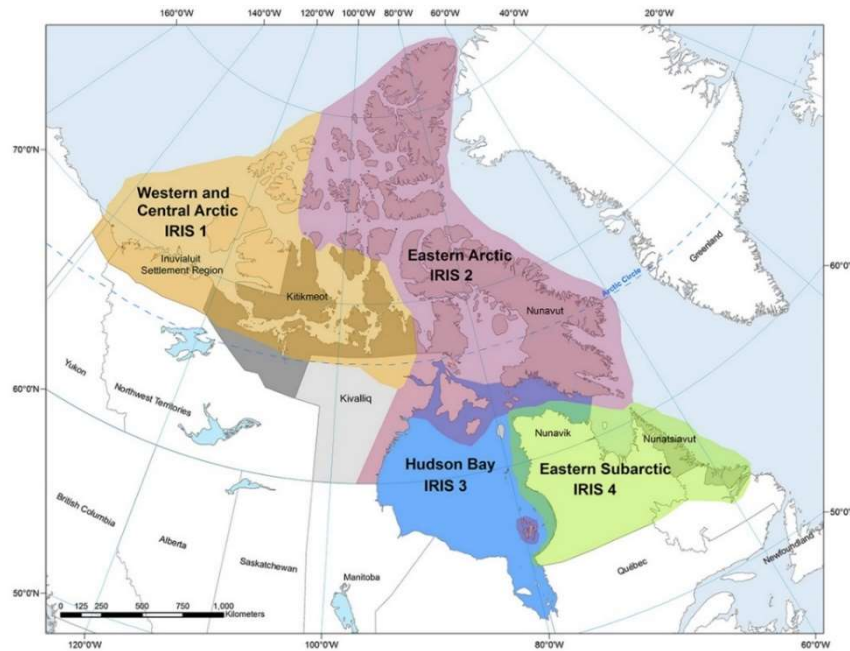 160°0'W
140°0'W
120°0'W
100°0'W
80°0'W
60°0'W
40°0'W
20°0'W
70°0'N
Western and
Central Arctic
IRIS 1
Inuvialuit
Settlement Region
Kitikmeot
Eastern Arctic
IRIS 2
Nunavut
Arctic Circle
Greenland
60°0'
60°0'N
Yukon
Northwest Territories
Kivalliq
Nunavik
Nunatsiavut
Hudson Bay
IRIS 3
Eastern Subarctic
IRIS 4
50°0'
British Columbia
Alberta
Saskatchewan
Manitoba
Québec
Newfoundland
50°0'N
0 125 250 500 750 1,000
Kilometers
120°0'W
100°0'W
80°0'W
60°0'W